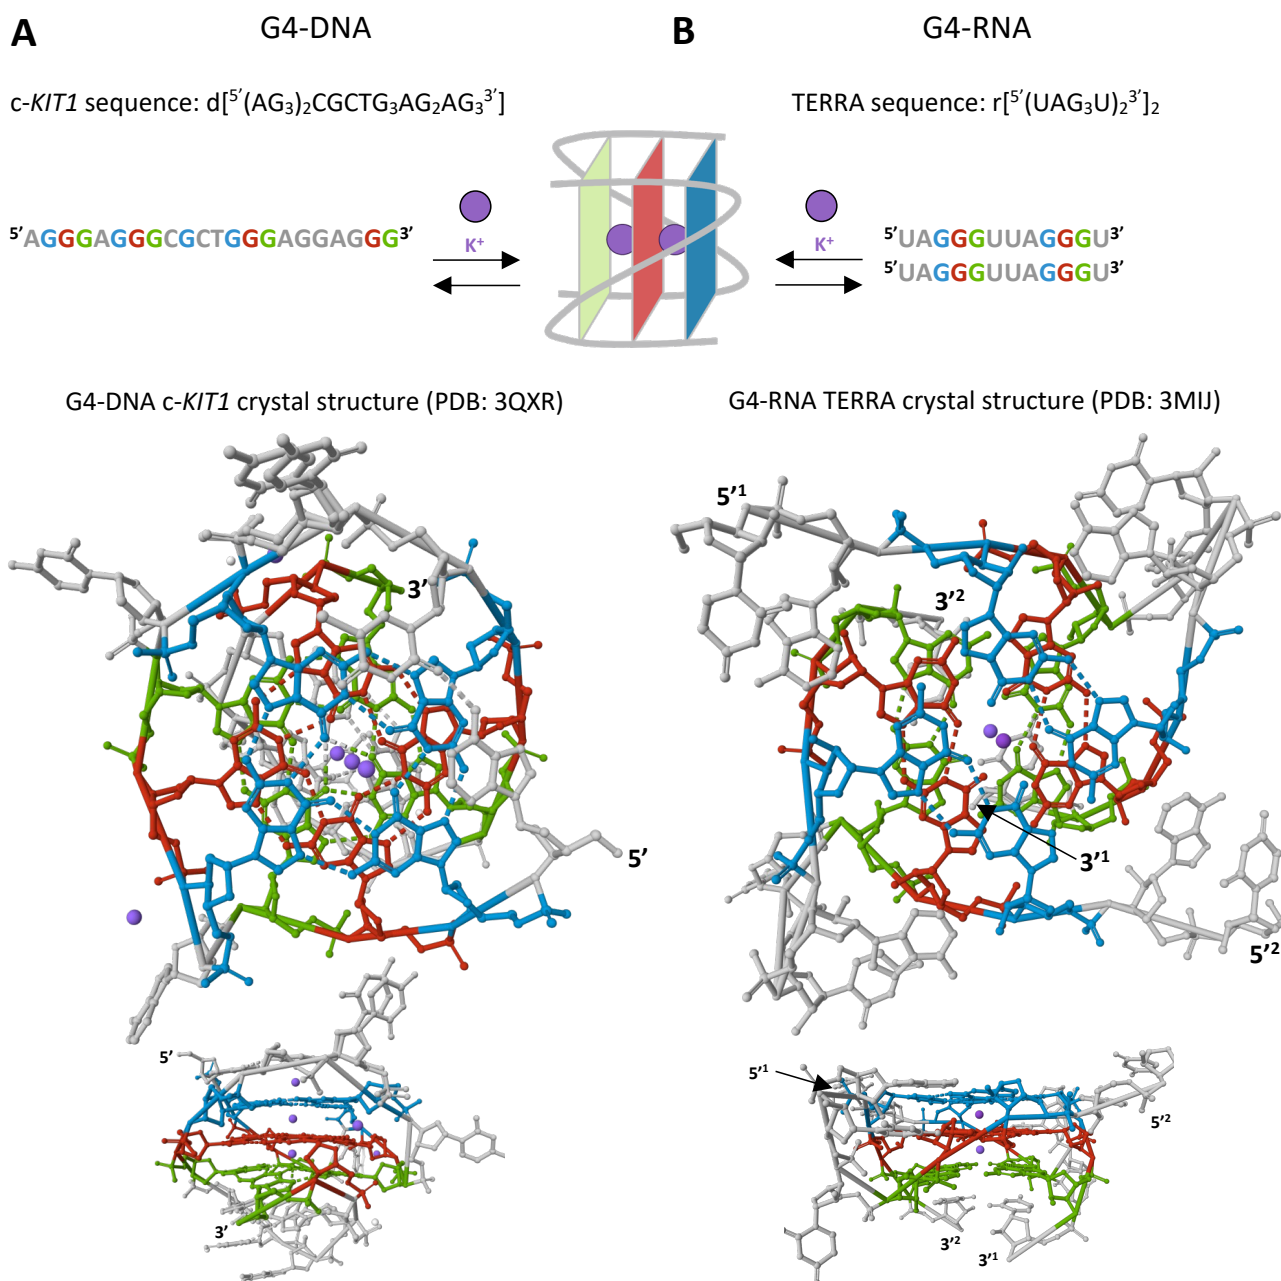 A
G4-DNA
B
G4-RNA
c-KIT1 sequence: d[⁵′(AG₃)₂CGCTG₃AG₂AG₃³′]
TERRA sequence: r[⁵′(UAG₃U)₂³′]₂
⁵′AGGGAGGGCGCTGGGAGGAGGG³′
K⁺
K⁺
⁵′UAGGGUUAGGGU³′
⁵′UAGGGUUAGGGU³′
G4-DNA c-KIT1 crystal structure (PDB: 3QXR)
G4-RNA TERRA crystal structure (PDB: 3MIJ)
3′
5′
5′¹
3′²
3′¹
5′²
5′
3′
5′¹
5′²
3′²
3′¹